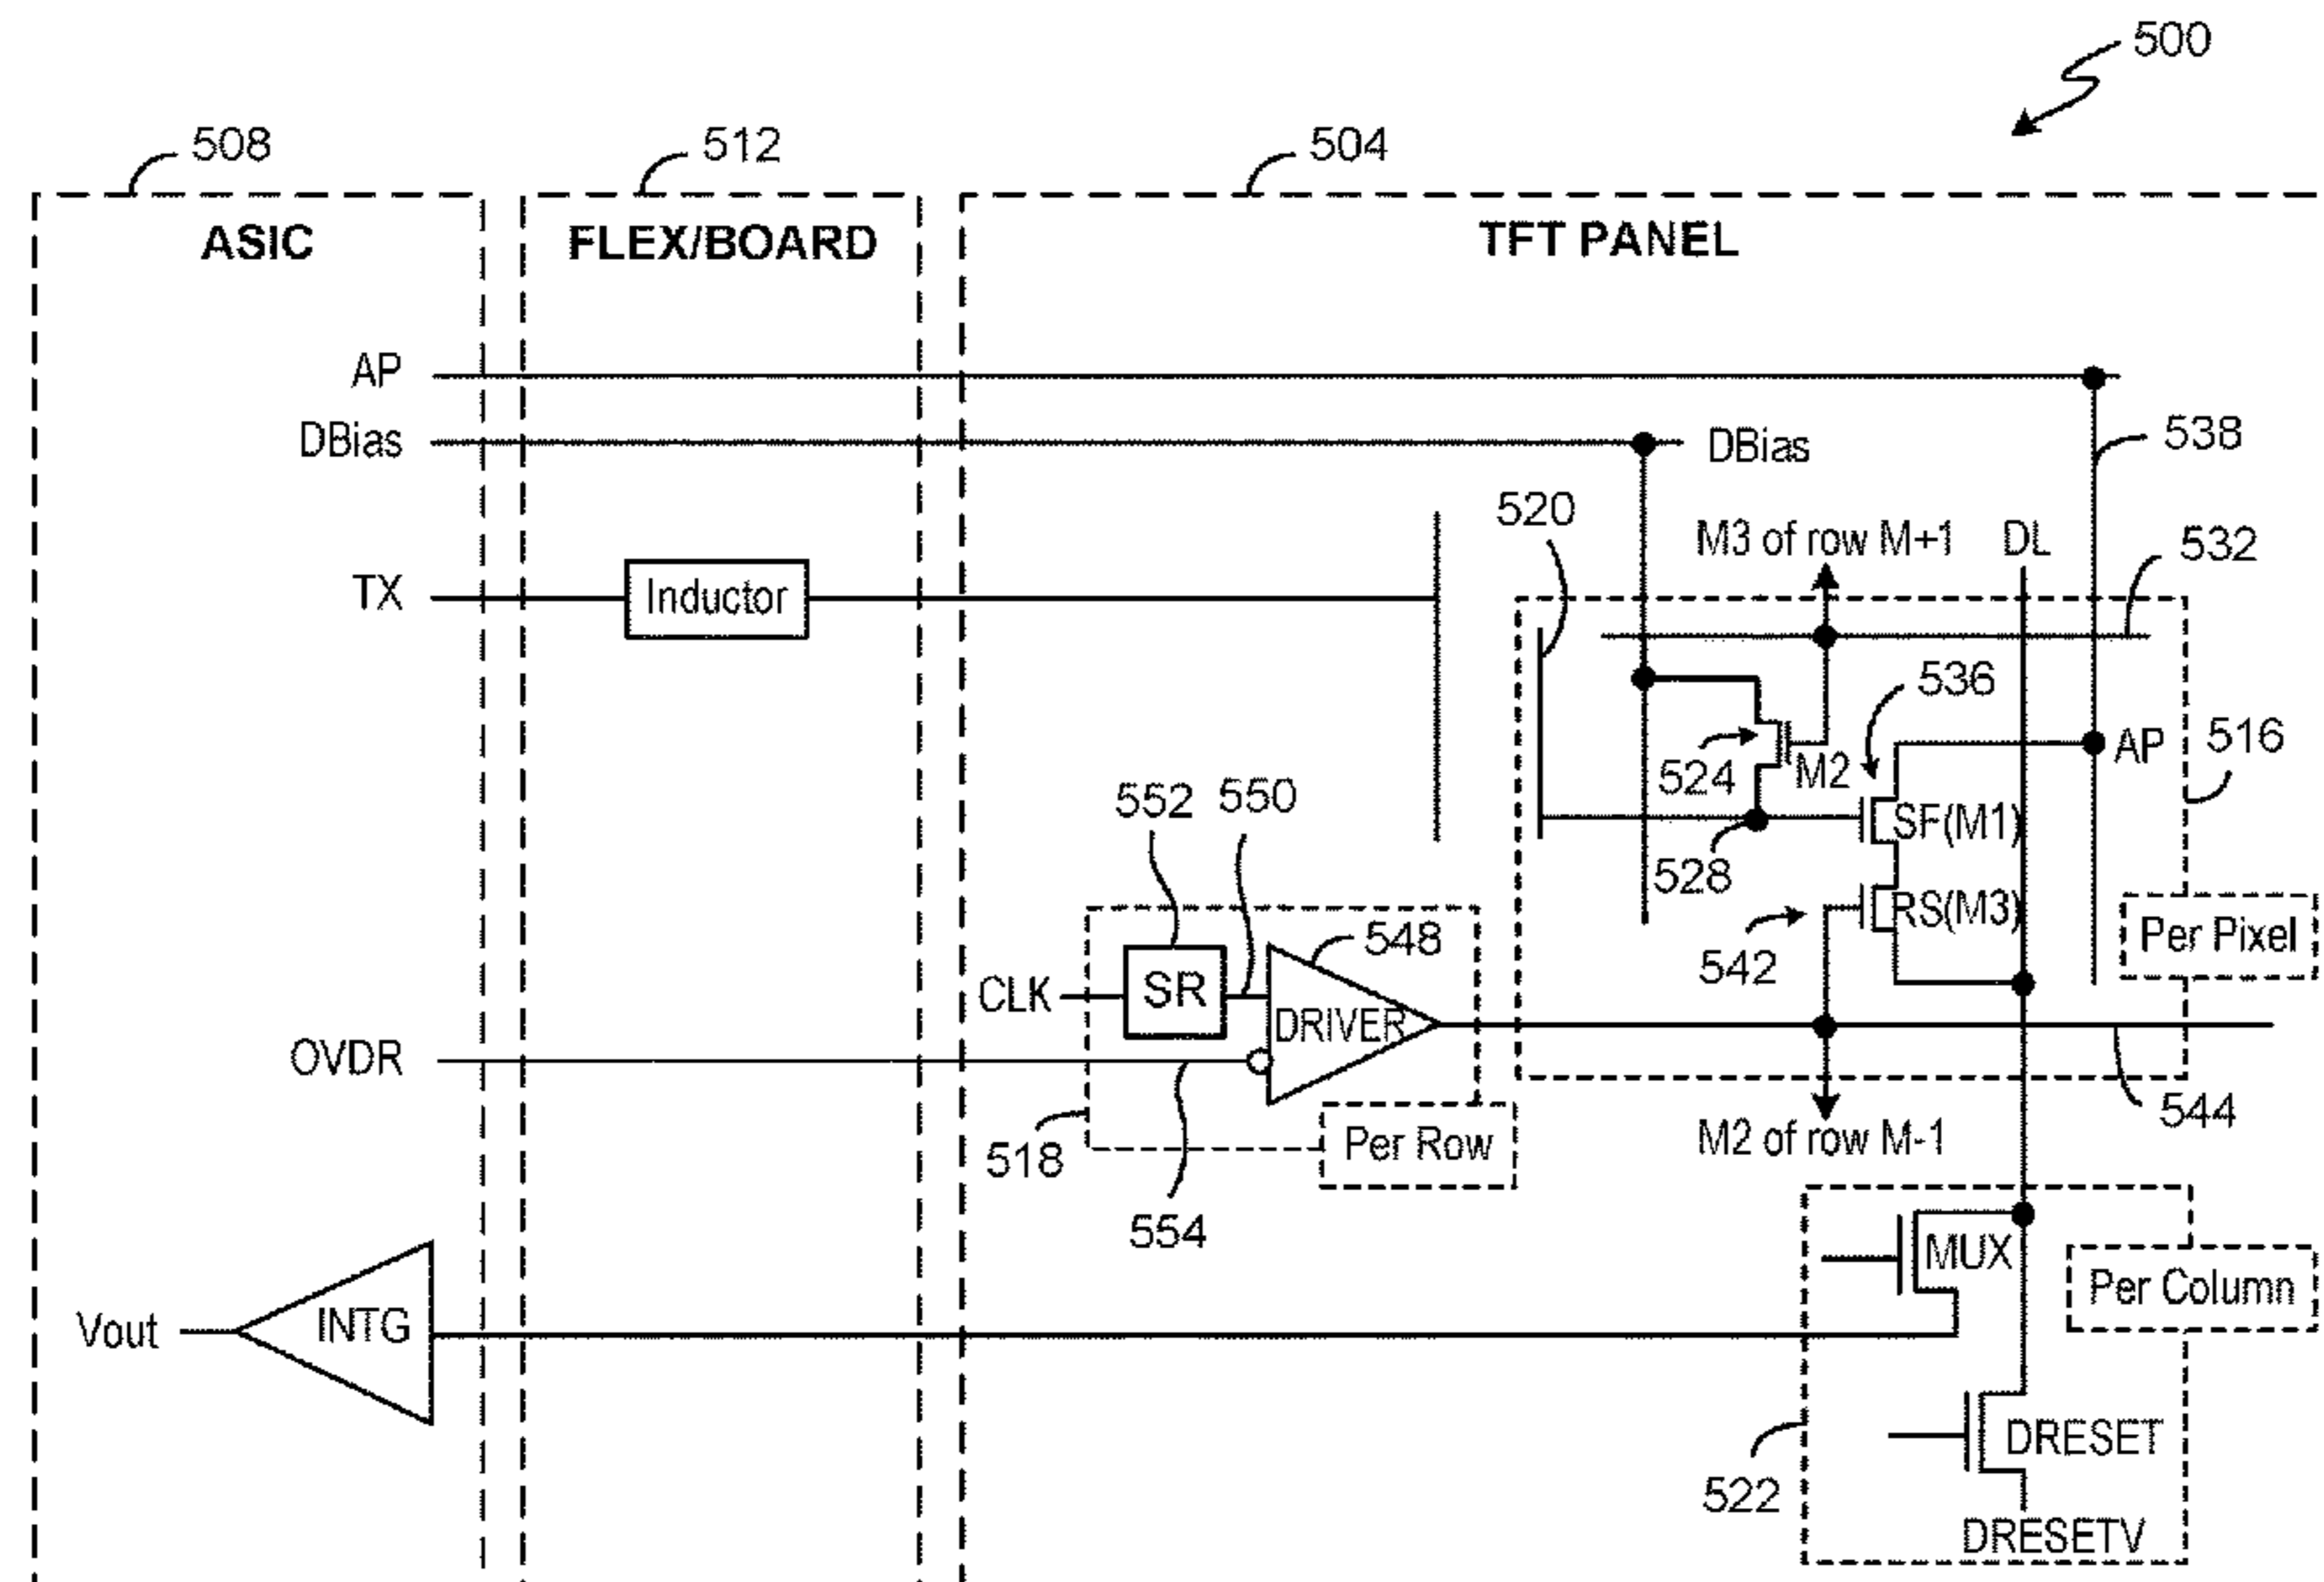 500
508
512
504
ASIC
FLEX/BOARD
TFT PANEL
AP
DBias
DBias
538
520
M3 of row M+1
DL
532
TX
Inductor
536
524
M2
AP
516
552
550
SF(M1)
528
RS(M3)
Per Pixel
548
542
CLK
SR
DRIVER
OVDR
544
518
Per Row
M2 of row M-1
554
MUX
Per Column
Vout
INTG
DRESET
522
DRESETV